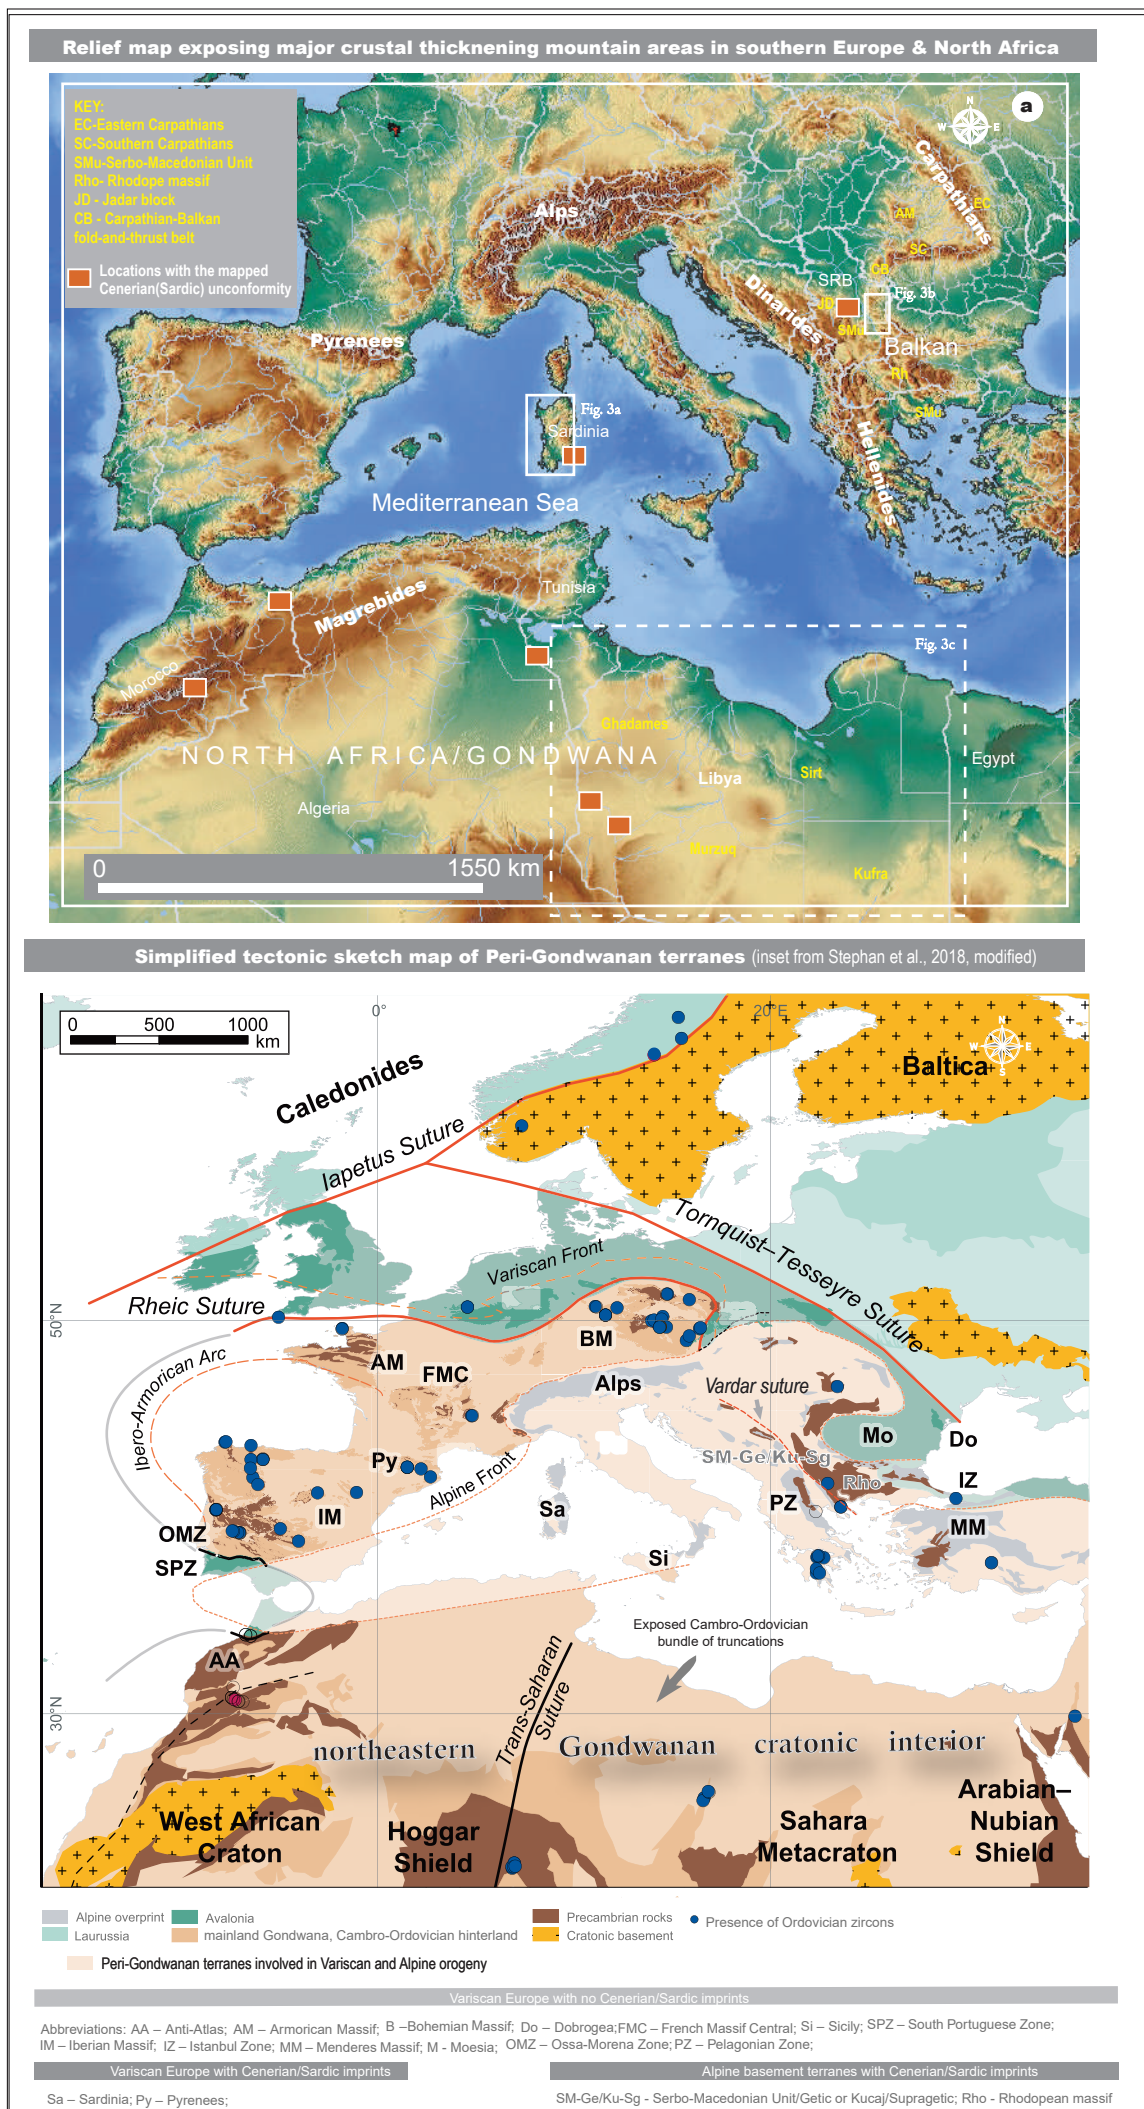 Relief map exposing major crustal thicknening mountain areas in southern Europe & North Africa
KEY:
EC-Eastern Carpathians
SC-Southern Carpathians
SMu-Serbo-Macedonian Unit
Rho- Rhodope massif
JD - Jadar block
CB - Carpathian-Balkan
fold-and-thrust belt
Locations with the mapped
Cenerian(Sardic) unconformity
a
N
W E
Carpathians
Alps
AM
EC
SC
CB
SRB
Fig. 3b
JD
SMu
Dinarides
Balkan
Pyrenees
Rh
SMu
Fig. 3a
Sardinia
Hellenides
Mediterranean Sea
Tunisia
Magrebides
Fig. 3c
Morocco
Ghadames
NORTH AFRICA/GONDWANA
Egypt
Libya
Sirt
Algeria
Murzuq
Kufra
0 1550 km
Simplified tectonic sketch map of Peri-Gondwanan terranes (inset from Stephan et al., 2018, modified)
0°
20°E
0 500 1000
km
N
W E
S
Baltica
Caledonides
Iapetus Suture
Tornquist–Tesseyre Suture
Variscan Front
Rheic Suture
50°N
BM
AM
FMC
Alps
Vardar suture
Ibero-Armorican Arc
Mo
Do
Py
Alpine Front
SM-Ge/Ku-Sg
Rho
IZ
PZ
IM
Sa
MM
OMZ
SPZ
Si
Exposed Cambro-Ordovician
bundle of truncations
AA
Trans-Saharan
Suture
30°N
northeastern Gondwanan cratonic interior
West African
Craton
Hoggar
Shield
Sahara
Metacraton
Arabian–
Nubian
Shield
Alpine overprint
Avalonia
Precambrian rocks
Presence of Ordovician zircons
Laurussia
mainland Gondwana, Cambro-Ordovician hinterland
Cratonic basement
Peri-Gondwanan terranes involved in Variscan and Alpine orogeny
Variscan Europe with no Cenerian/Sardic imprints
Abbreviations: AA – Anti-Atlas; AM – Armorican Massif; B –Bohemian Massif; Do – Dobrogea;FMC – French Massif Central; Si – Sicily; SPZ – South Portuguese Zone;
IM – Iberian Massif; IZ – Istanbul Zone; MM – Menderes Massif; M - Moesia; OMZ – Ossa-Morena Zone; PZ – Pelagonian Zone;
Variscan Europe with Cenerian/Sardic imprints
Alpine basement terranes with Cenerian/Sardic imprints
Sa – Sardinia; Py – Pyrenees;
SM-Ge/Ku-Sg - Serbo-Macedonian Unit/Getic or Kucaj/Supragetic; Rho - Rhodopean massif